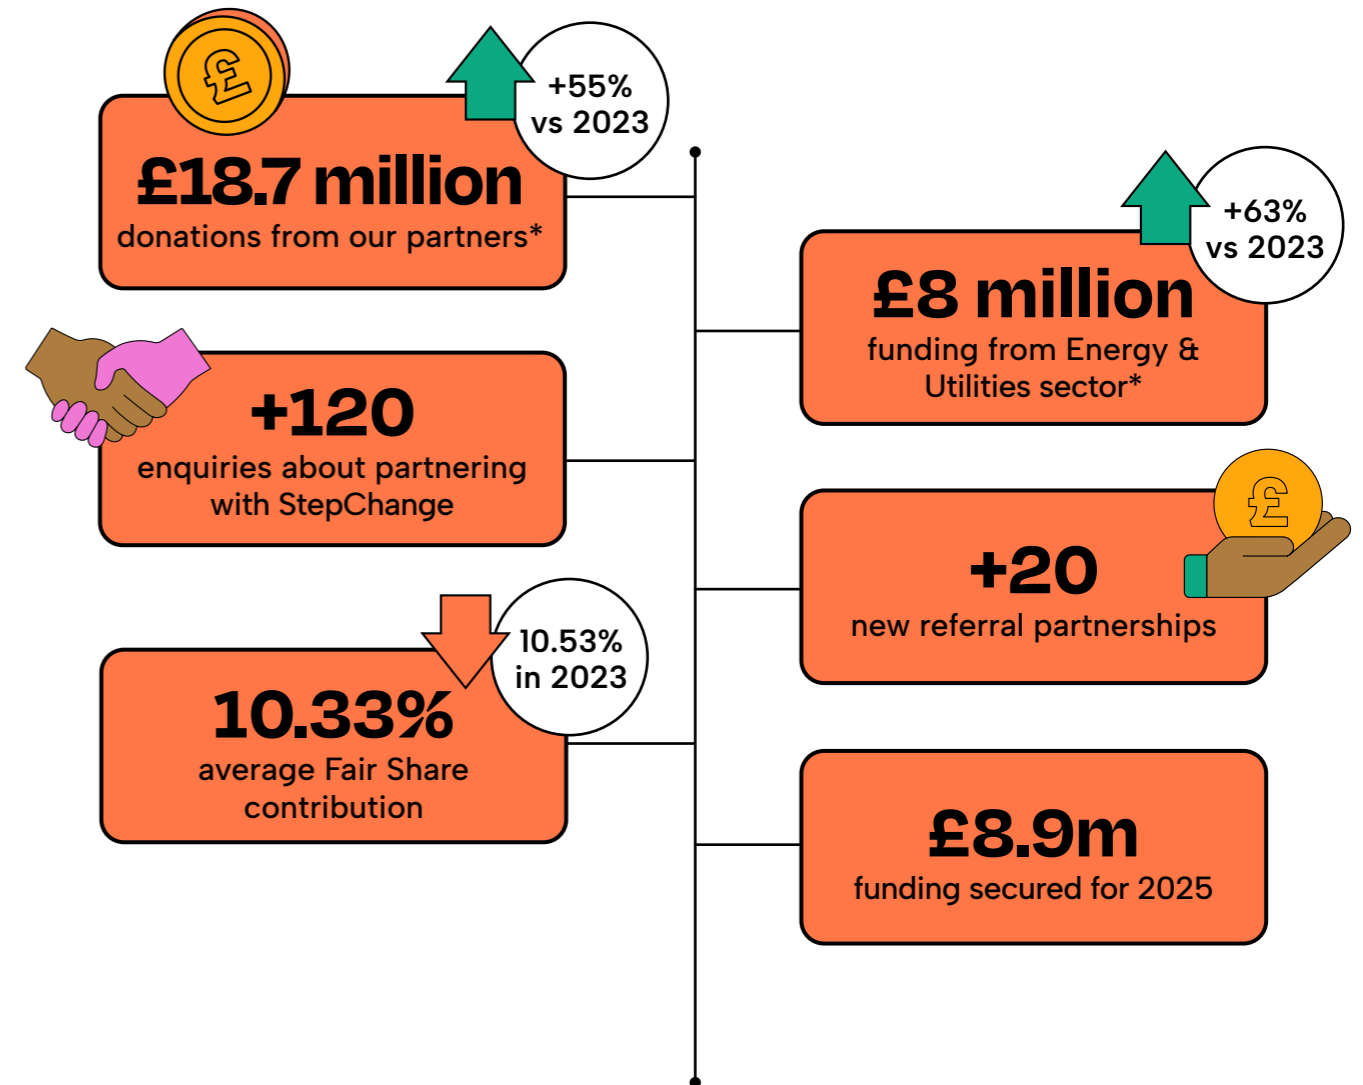 £
+55%
vs 2023
£18.7 million
donations from our partners*
+63%
vs 2023
£8 million
funding from Energy &
Utilities sector*
+120
enquiries about partnering
with StepChange
£
+20
new referral partnerships
10.53%
in 2023
10.33%
average Fair Share
contribution
£8.9m
funding secured for 2025